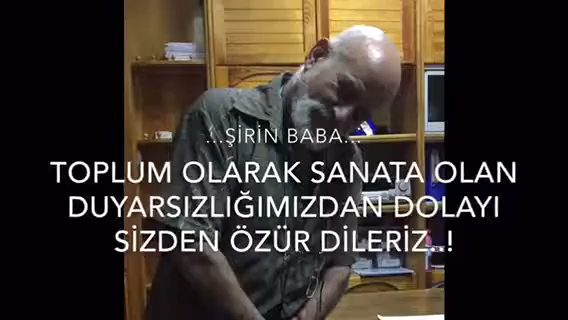 ...ŞİRİN BABA...
TOPLUM OLARAK SANATA OLAN
DUYARSIZLIĞIMIZDAN DOLAYI
SİZDEN ÖZÜR DİLERİZ..!